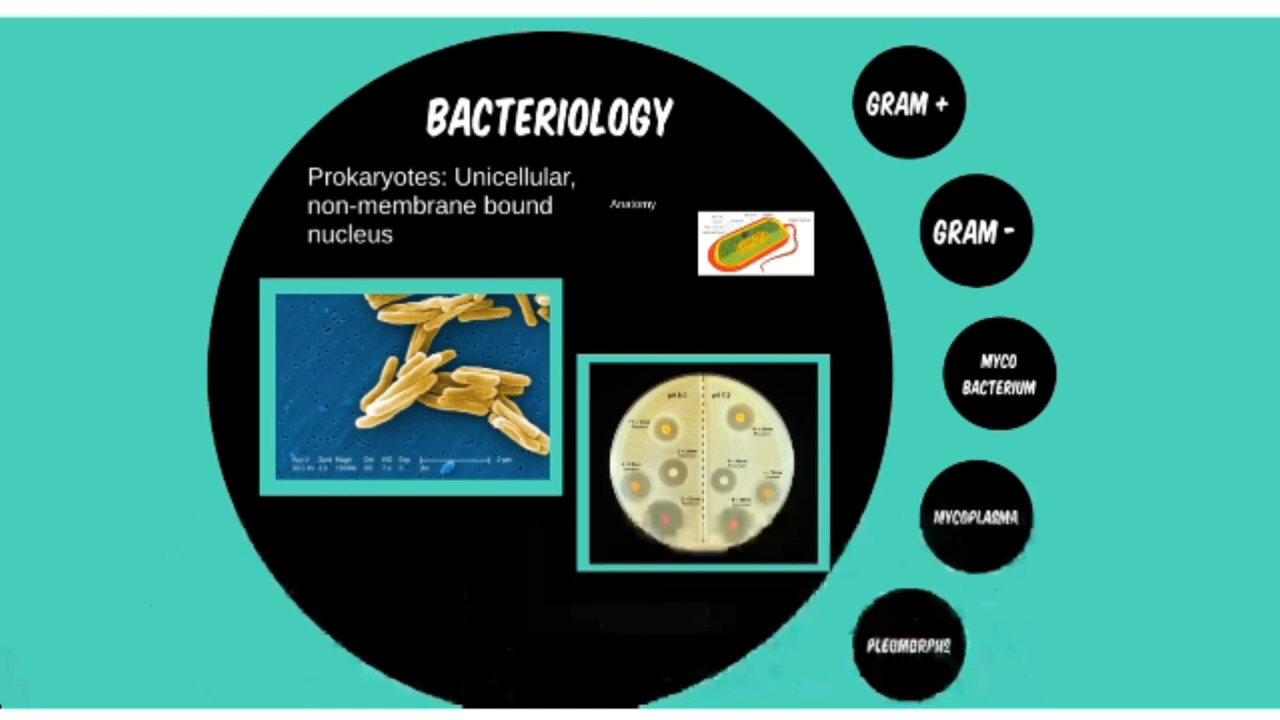 BACTERIOLOGY
Prokaryotes: Unicellular,
non-membrane bound
nucleus
Anatomy
GRAM +
GRAM -
MYCO
BACTERIUM
MYCOPLASMA
PLEOMORPHS